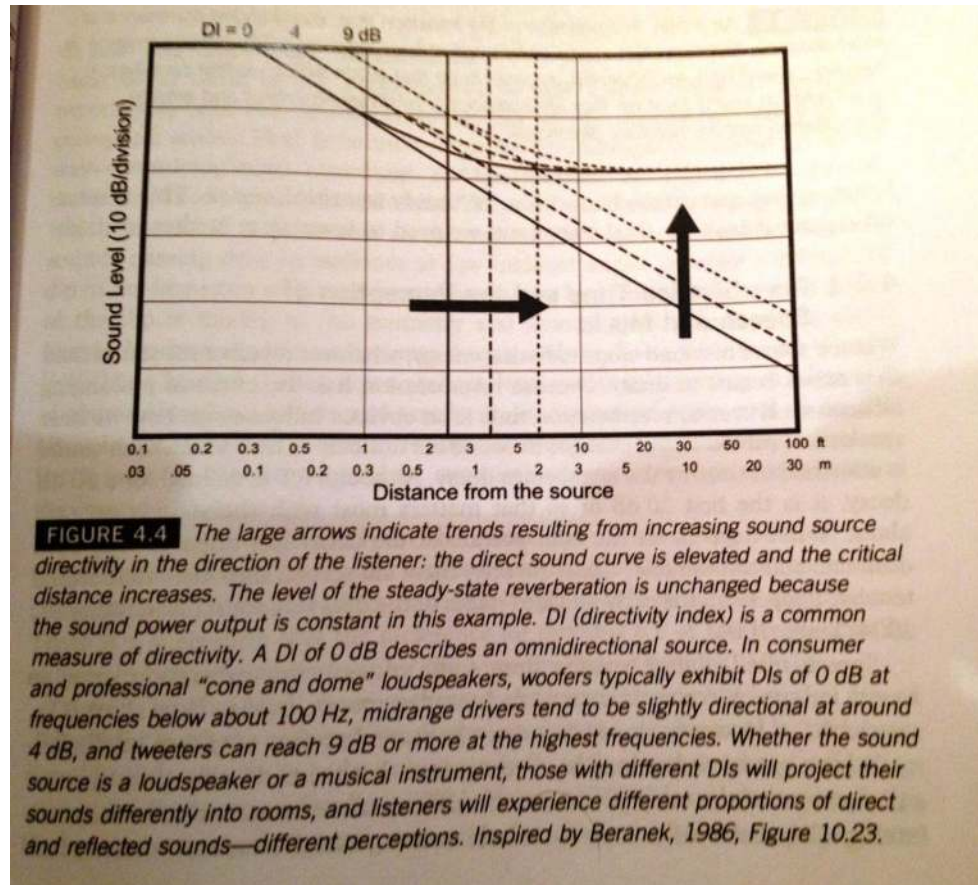 DI = 0 4 9 dB
Sound Level (10 dB/division)
0.1 0.2 0.3 0.5 1 2 3 5 10 20 30 50 100 ft
.03 .05 0.1 0.2 0.3 0.5 1 2 3 5 10 20 30 m
Distance from the source
FIGURE 4.4 The large arrows indicate trends resulting from increasing sound source
directivity in the direction of the listener: the direct sound curve is elevated and the critical
distance increases. The level of the steady-state reverberation is unchanged because
the sound power output is constant in this example. DI (directivity index) is a common
measure of directivity. A DI of 0 dB describes an omnidirectional source. In consumer
and professional “cone and dome” loudspeakers, woofers typically exhibit DIs of 0 dB at
frequencies below about 100 Hz, midrange drivers tend to be slightly directional at around
4 dB, and tweeters can reach 9 dB or more at the highest frequencies. Whether the sound
source is a loudspeaker or a musical instrument, those with different DIs will project their
sounds differently into rooms, and listeners will experience different proportions of direct
and reflected sounds—different perceptions. Inspired by Beranek, 1986, Figure 10.23.